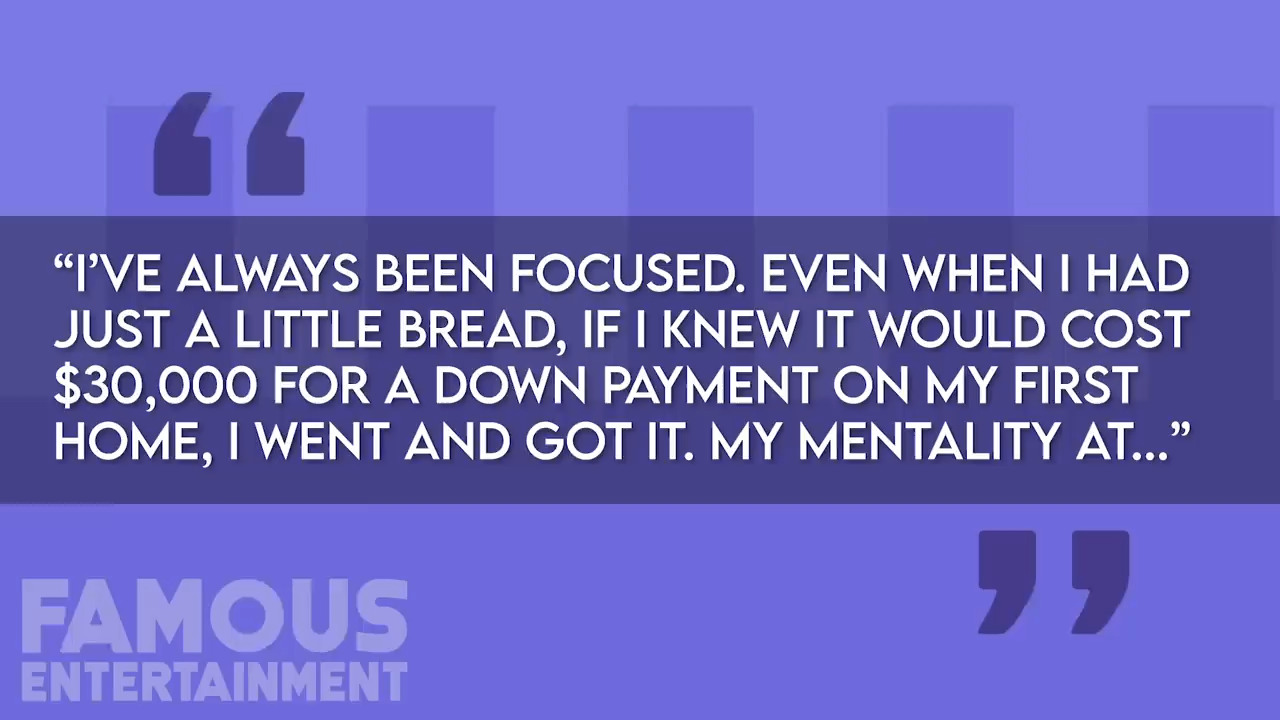 “I’VE ALWAYS BEEN FOCUSED. EVEN WHEN I HAD
JUST A LITTLE BREAD, IF I KNEW IT WOULD COST
$30,000 FOR A DOWN PAYMENT ON MY FIRST
HOME, I WENT AND GOT IT. MY MENTALITY AT...”
FAMOUS
ENTERTAINMENT